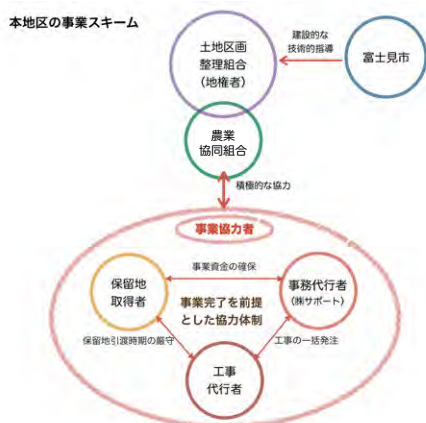 本地区の事業スキーム
土地区画
整理組合
(地権者)
建設的な
技術的指導
富士見市
農業
協同組合
積極的な協力
事業協力者
事業資金の確保
保留地
取得者
事務代行者
(㈱サポート)
事業完了を前提
とした協力体制
保留地引渡時期の厳守
工事の一括発注
工事
代行者